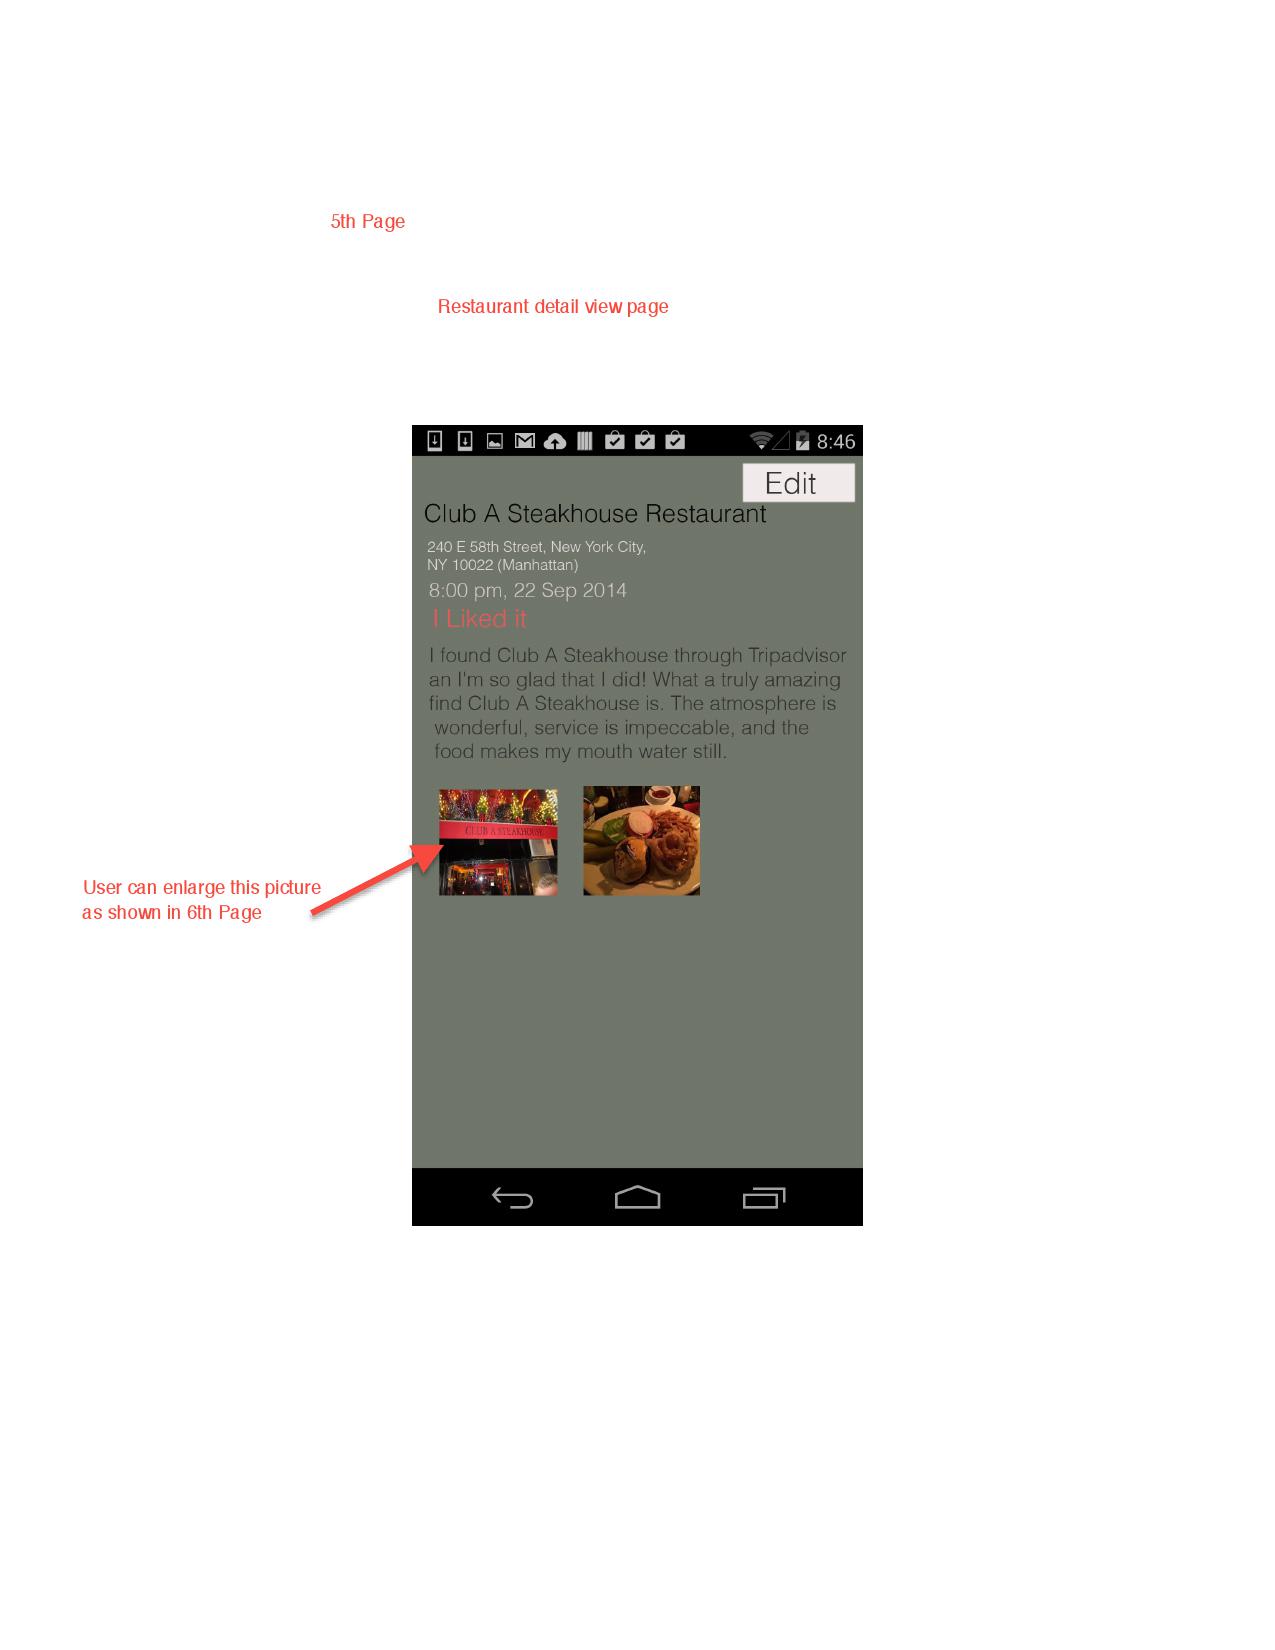 5th Page
Restaurant detail view page
8:46
Edit
Club A Steakhouse Restaurant
240 E 58th Street, New York City,
NY 10022 (Manhattan)
8:00 pm, 22 Sep 2014
I Liked it
I found Club A Steakhouse through Tripadvisor
an I'm so glad that I did! What a truly amazing
find Club A Steakhouse is. The atmosphere is
wonderful, service is impeccable, and the
food makes my mouth water still.
CLUB A STEAKHOUSE
User can enlarge this picture
as shown in 6th Page